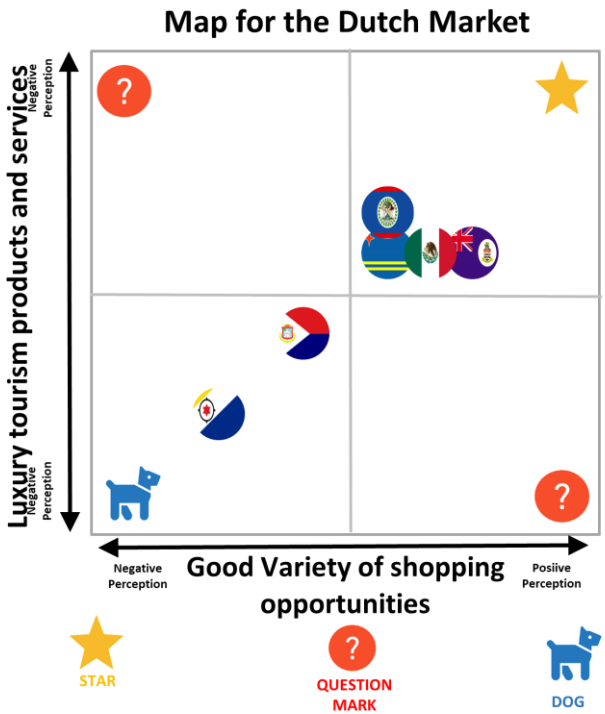 Map for the Dutch Market
Luxury tourism products and services
Negative
Perception
?
Negative
Perception
?
Negative
Perception
Good Variety of shopping
opportunities
Posiive
Perception
?
STAR
QUESTION
MARK
DOG